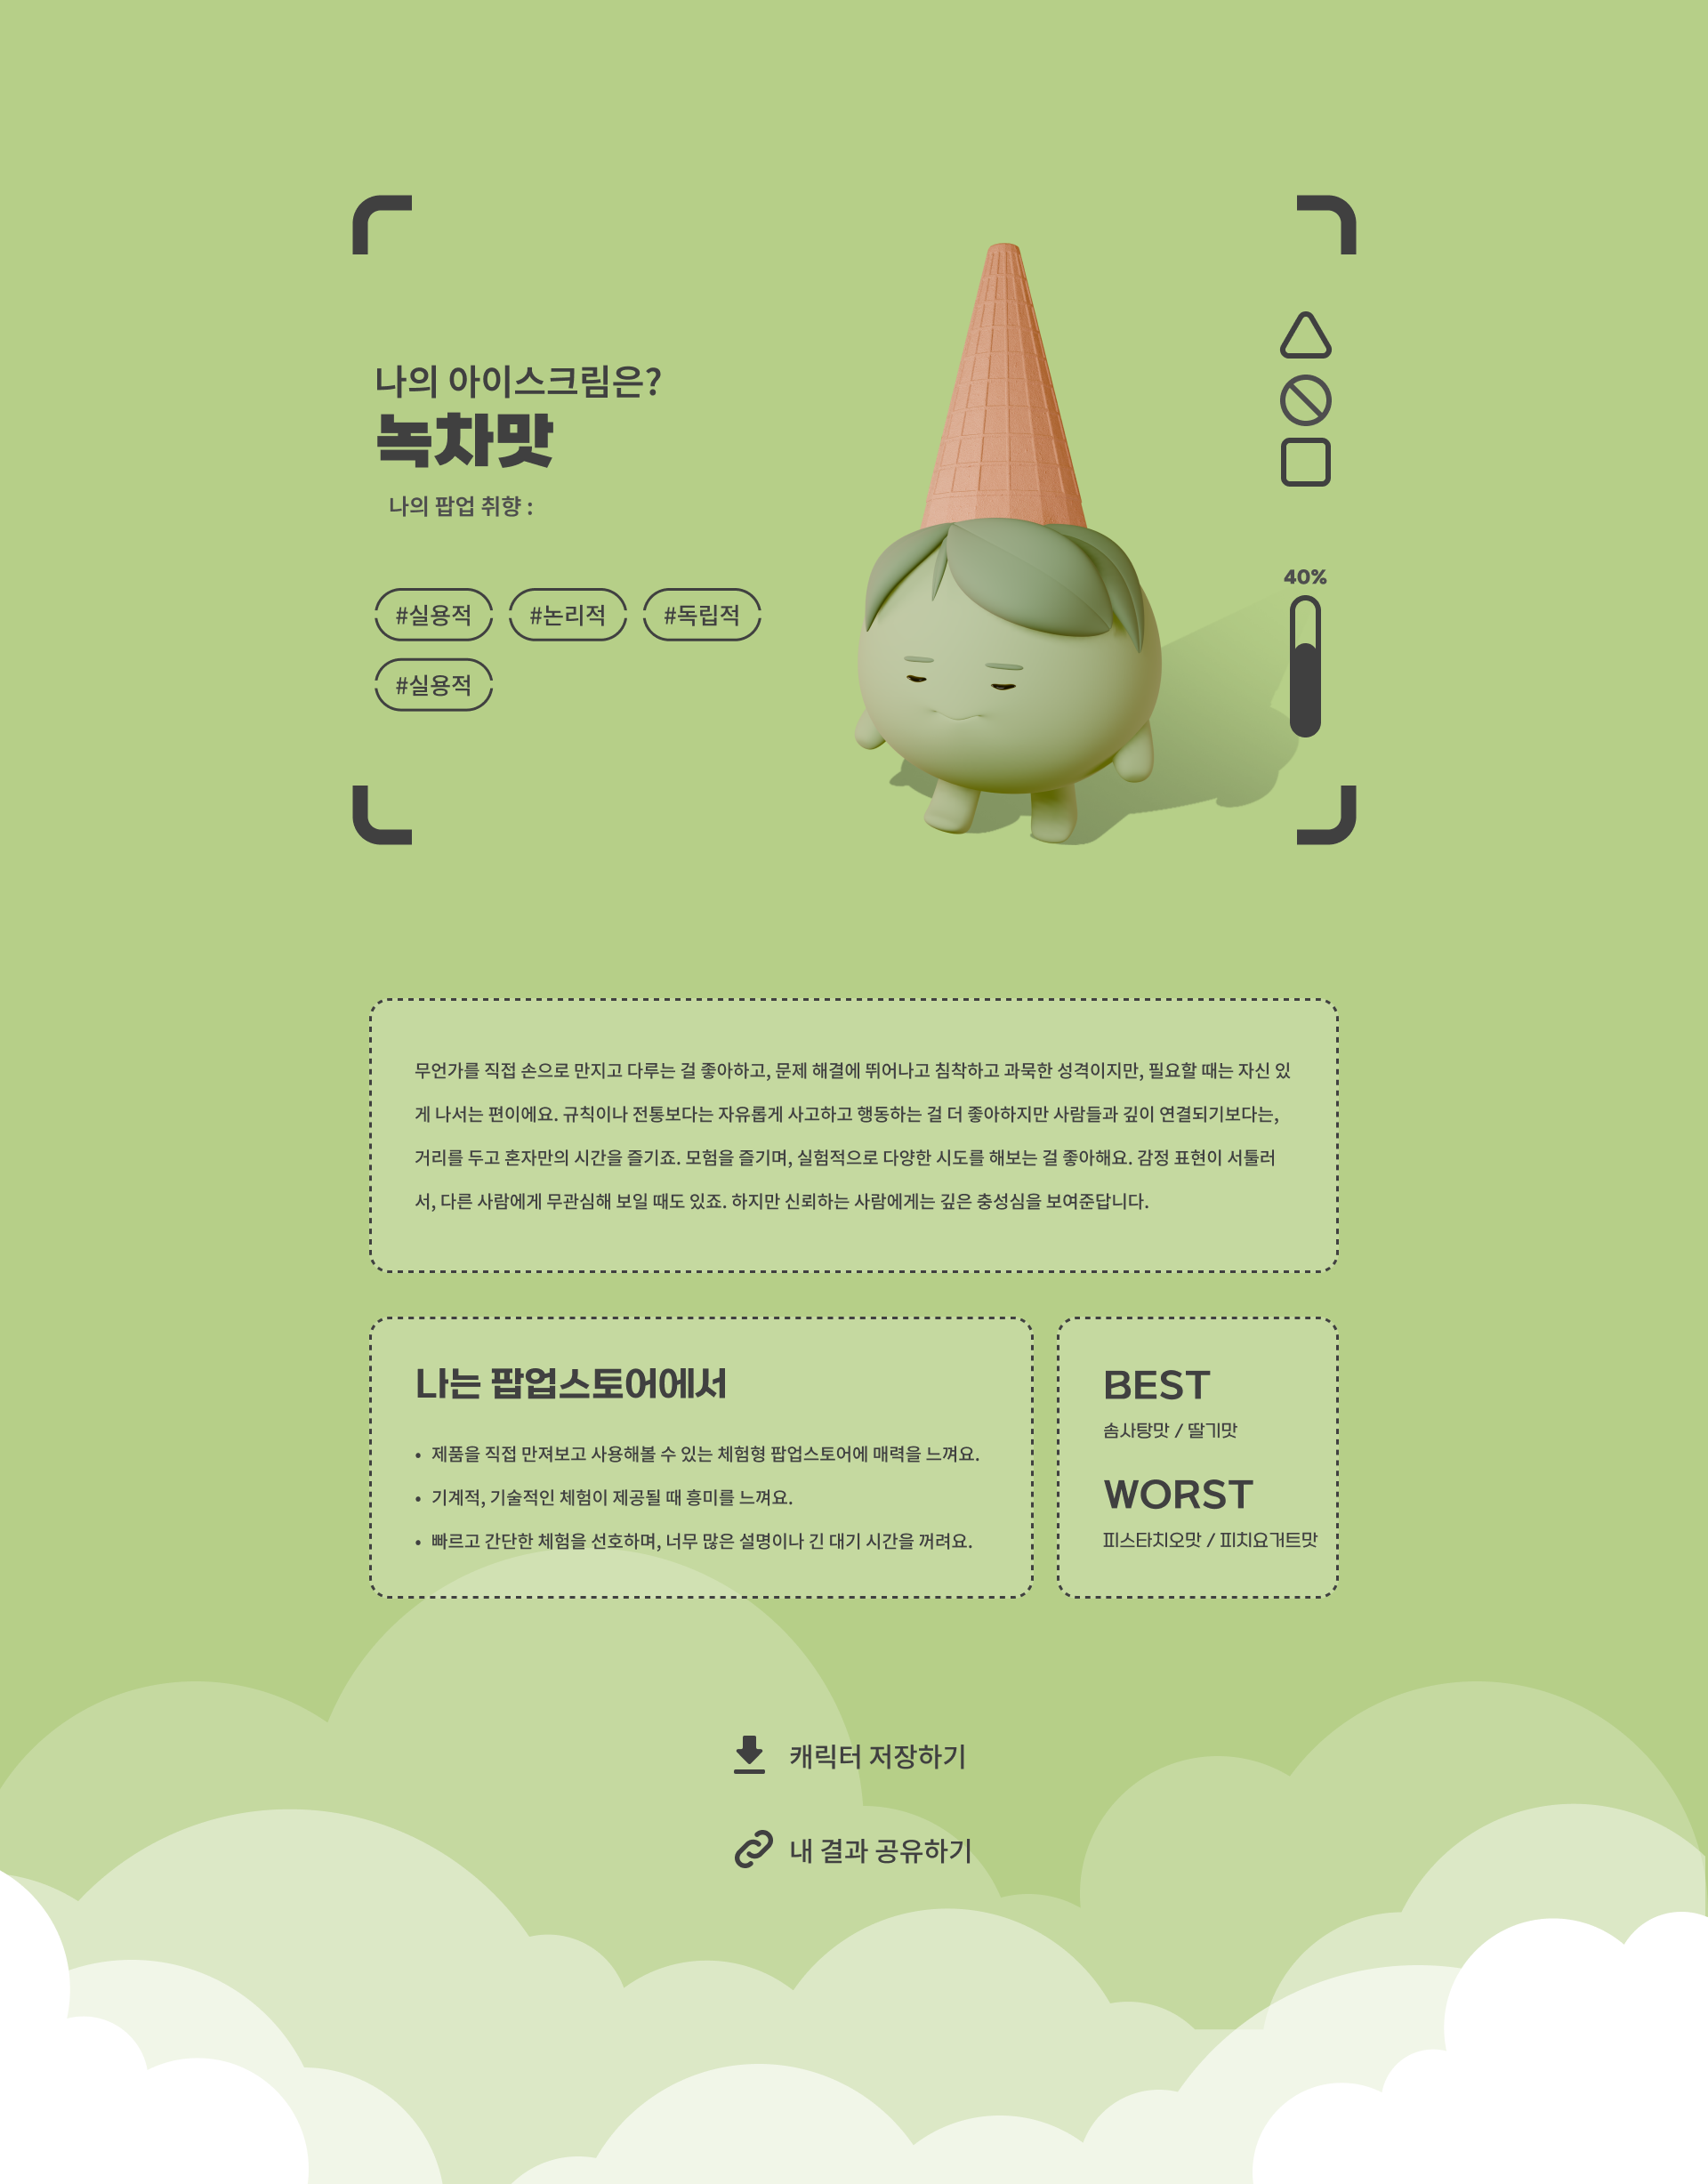 나의 아이스크림은?
녹차맛
나의 팝업 취향 :
#실용적 #논리적 #독립적
#실용적
40%
무언가를 직접 손으로 만지고 다루는 걸 좋아하고, 문제 해결에 뛰어나고 침착하고 과묵한 성격이지만, 필요할 때는 자신 있
게 나서는 편이에요. 규칙이나 전통보다는 자유롭게 사고하고 행동하는 걸 더 좋아하지만 사람들과 깊이 연결되기보다는,
거리를 두고 혼자만의 시간을 즐기죠. 모험을 즐기며, 실험적으로 다양한 시도를 해보는 걸 좋아해요. 감정 표현이 서툴러
서, 다른 사람에게 무관심해 보일 때도 있죠. 하지만 신뢰하는 사람에게는 깊은 충성심을 보여준답니다.
나는 팝업스토어에서
• 제품을 직접 만져보고 사용해볼 수 있는 체험형 팝업스토어에 매력을 느껴요.
• 기계적, 기술적인 체험이 제공될 때 흥미를 느껴요.
• 빠르고 간단한 체험을 선호하며, 너무 많은 설명이나 긴 대기 시간을 꺼려요.
BEST
솜사탕맛 / 딸기맛
WORST
피스타치오맛 / 피치요거트맛
캐릭터 저장하기
내 결과 공유하기